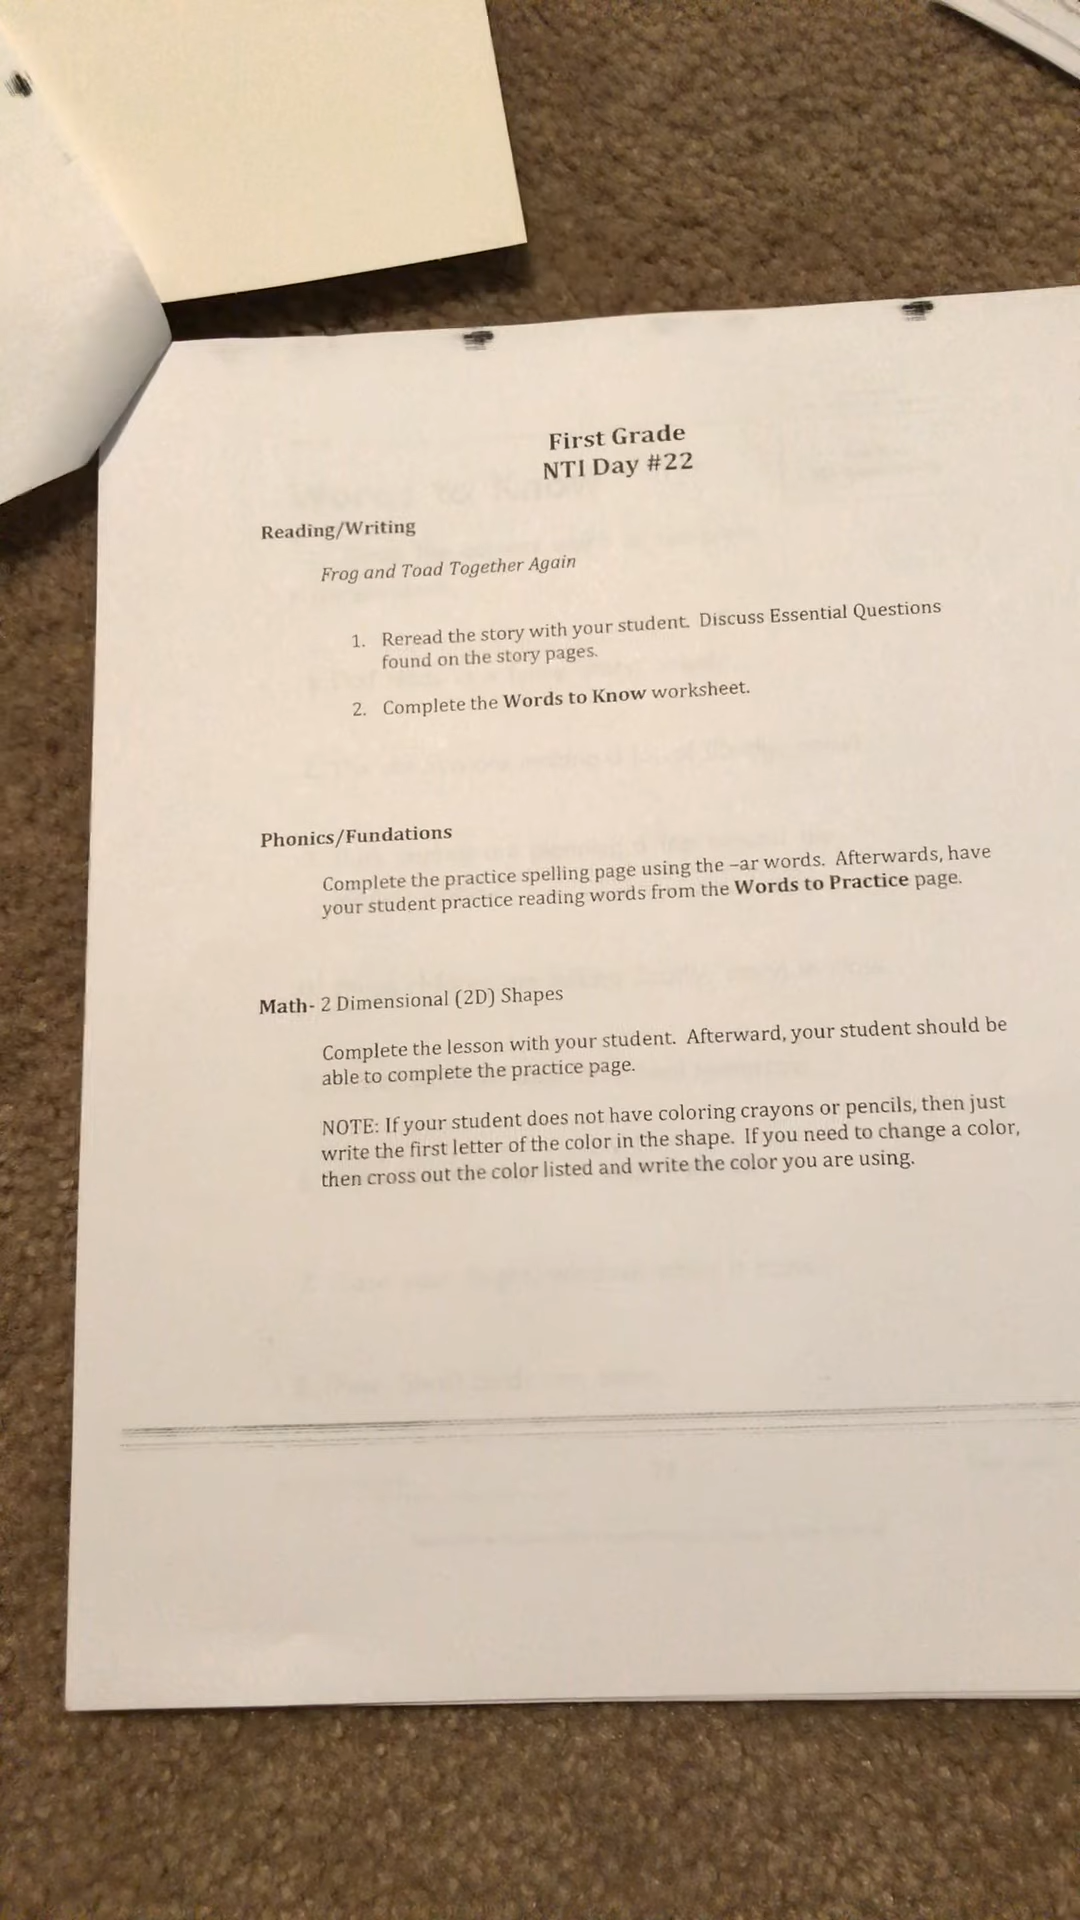 First Grade
NTI Day #22
Reading/Writing
Frog and Toad Together Again
1. Reread the story with your student. Discuss Essential Questions
found on the story pages.
2. Complete the Words to Know worksheet.
Phonics/Fundations
Complete the practice spelling page using the –ar words. Afterwards, have
your student practice reading words from the Words to Practice page.
Math- 2 Dimensional (2D) Shapes
Complete the lesson with your student. Afterward, your student should be
able to complete the practice page.
NOTE: If your student does not have coloring crayons or pencils, then just
write the first letter of the color in the shape. If you need to change a color,
then cross out the color listed and write the color you are using.